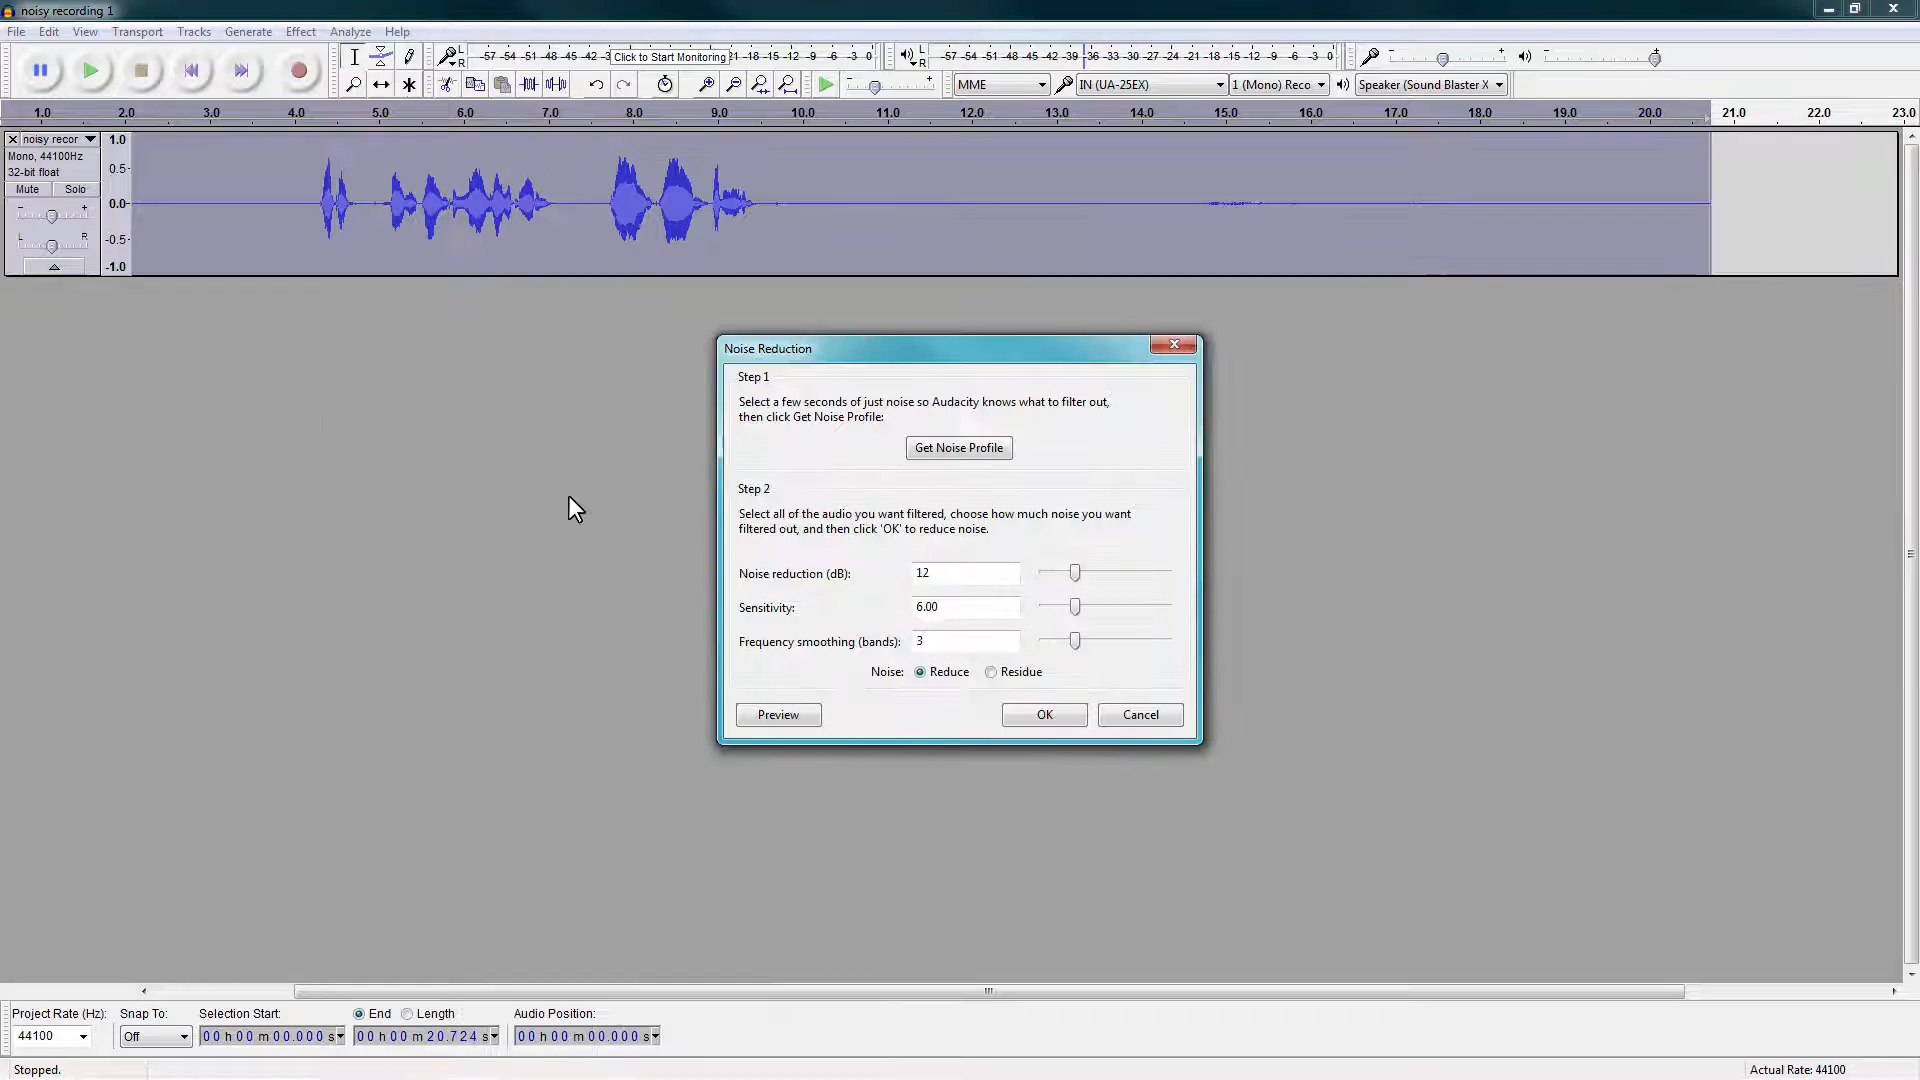 noisy recording 1
File Edit View Transport Tracks Generate Effect Analyze Help
L R -57 -54 -51 -48 -45 -42 -3 Click to Start Monitoring 21 -18 -15 -12 -9 -6 -3 0
L R -57 -54 -51 -48 -45 -42 -39 -36 -33 -30 -27 -24 -21 -18 -15 -12 -9 -6 -3 0
- + - +
- + MME IN (UA-25EX) 1 (Mono) Reco Speaker (Sound Blaster X
1.0 2.0 3.0 4.0 5.0 6.0 7.0 8.0 9.0 10.0 11.0 12.0 13.0 14.0 15.0 16.0 17.0 18.0 19.0 20.0 21.0 22.0 23.0
noisy recor
Mono, 44100Hz
32-bit float
Mute Solo
- +
L R
1.0
0.5
0.0
-0.5
-1.0
Noise Reduction
Step 1
Select a few seconds of just noise so Audacity knows what to filter out,
then click Get Noise Profile:
Get Noise Profile
Step 2
Select all of the audio you want filtered, choose how much noise you want
filtered out, and then click 'OK' to reduce noise.
Noise reduction (dB): 12
Sensitivity: 6.00
Frequency smoothing (bands): 3
Noise: Reduce Residue
Preview OK Cancel
Project Rate (Hz): Snap To: Selection Start: End Length Audio Position:
44100 Off 00 h 00 m 00.000 s 00 h 00 m 20.724 s 00 h 00 m 00.000 s
Stopped. Actual Rate: 44100